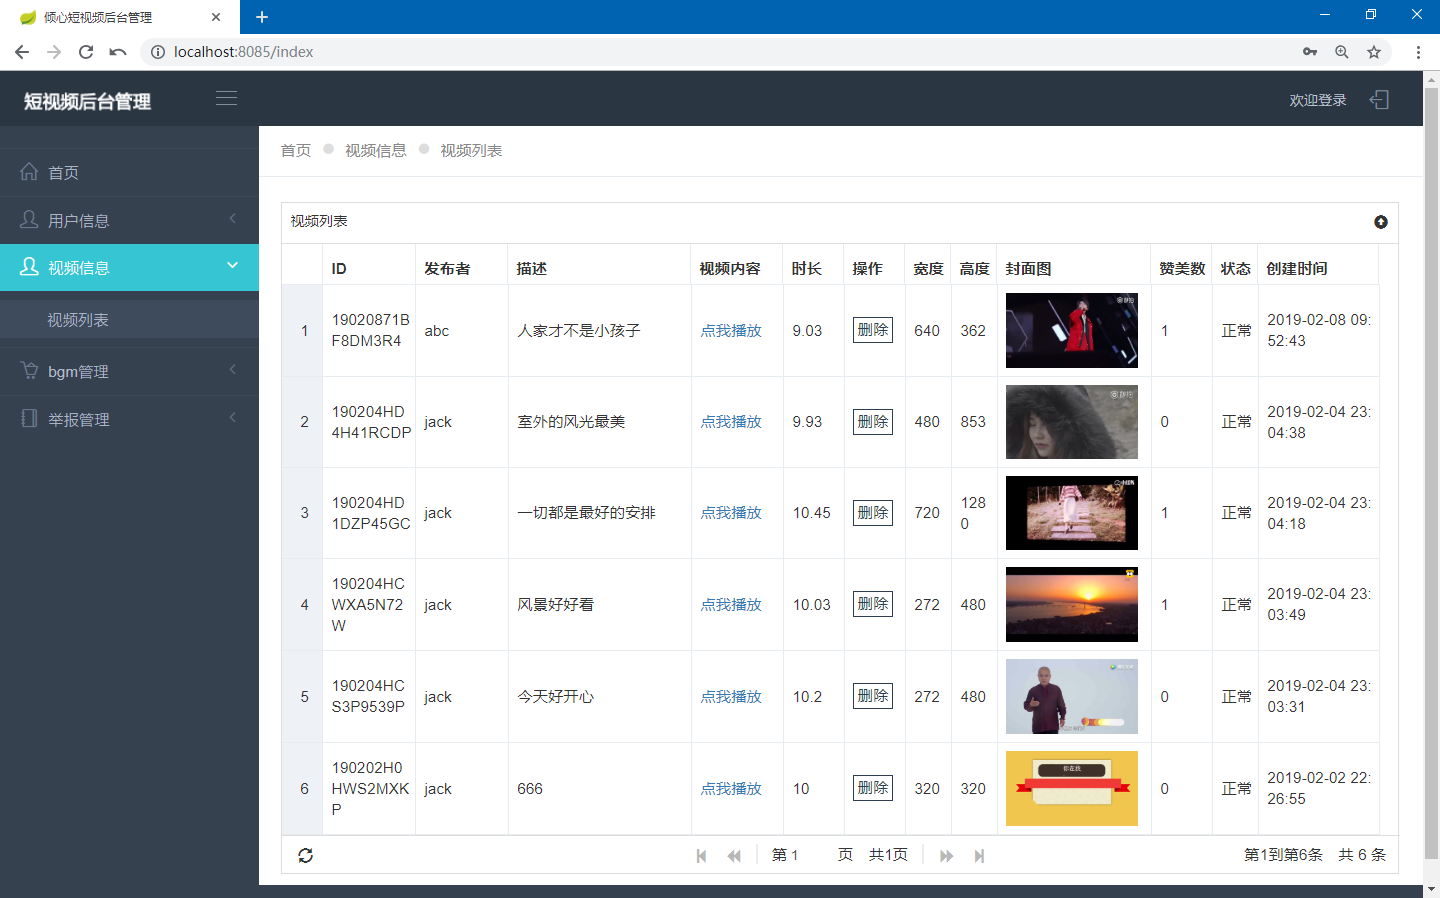 倾心短视频后台管理
localhost:8085/index
短视频后台管理
欢迎登录
首页
用户信息
视频信息
视频列表
bgm管理
举报管理
首页 视频信息 视频列表
视频列表
ID 发布者 描述 视频内容 时长 操作 宽度 高度 封面图 赞美数 状态 创建时间
1 19020871BF8DM3R4 abc 人家才不是小孩子 点我播放 9.03 删除 640 362 1 正常 2019-02-08 09:52:43
2 190204HD4H41RCDP jack 室外的风光最美 点我播放 9.93 删除 480 853 0 正常 2019-02-04 23:04:38
3 190204HD1DZP45GC jack 一切都是最好的安排 点我播放 10.45 删除 720 1280 1 正常 2019-02-04 23:04:18
4 190204HCWXA5N72W jack 风景好好看 点我播放 10.03 删除 272 480 1 正常 2019-02-04 23:03:49
5 190204HCS3P9539P jack 今天好开心 点我播放 10.2 删除 272 480 0 正常 2019-02-04 23:03:31
6 190202H0HWS2MXKP jack 666 点我播放 10 删除 320 320 0 正常 2019-02-02 22:26:55
第 1 页 共1页
第1到第6条 共 6 条